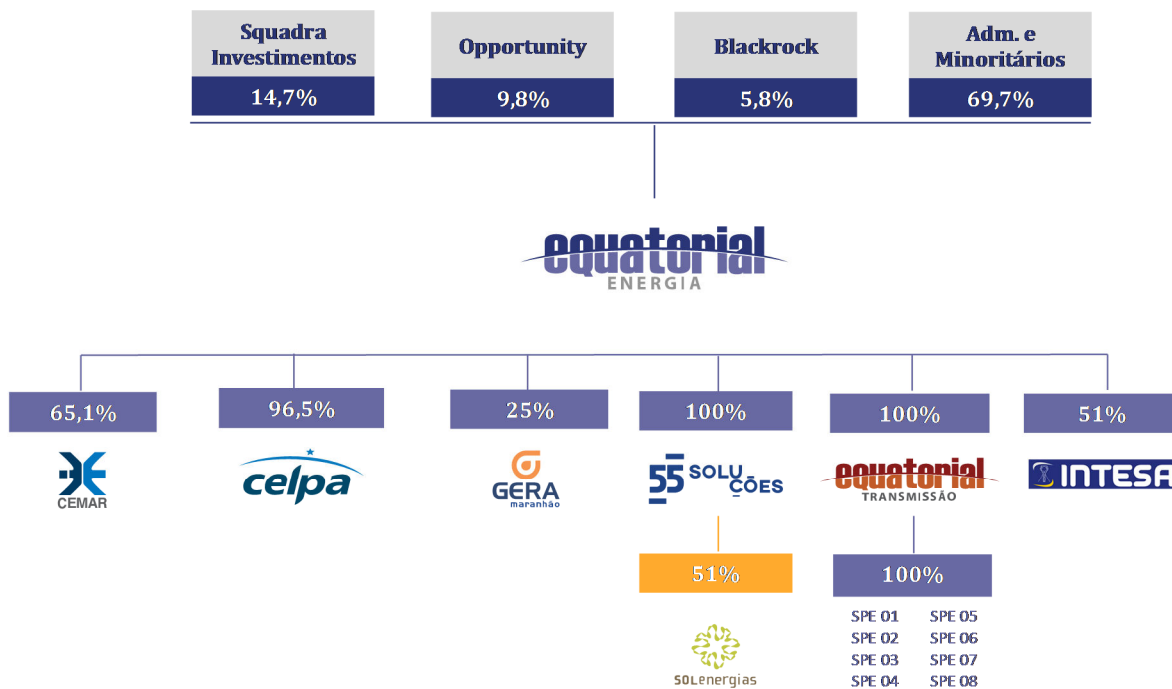 Squadra
Investimentos
14,7%
Opportunity
9,8%
Blackrock
5,8%
Adm. e
Minoritários
69,7%
equatorial
ENERGIA
65,1%
96,5%
25%
100%
100%
51%
CEMAR
celpa
GERA
maranhão
55 SOLUÇÕES
equatorial
TRANSMISSÃO
INTESA
51%
100%
SOLenergias
SPE 01 SPE 05
SPE 02 SPE 06
SPE 03 SPE 07
SPE 04 SPE 08